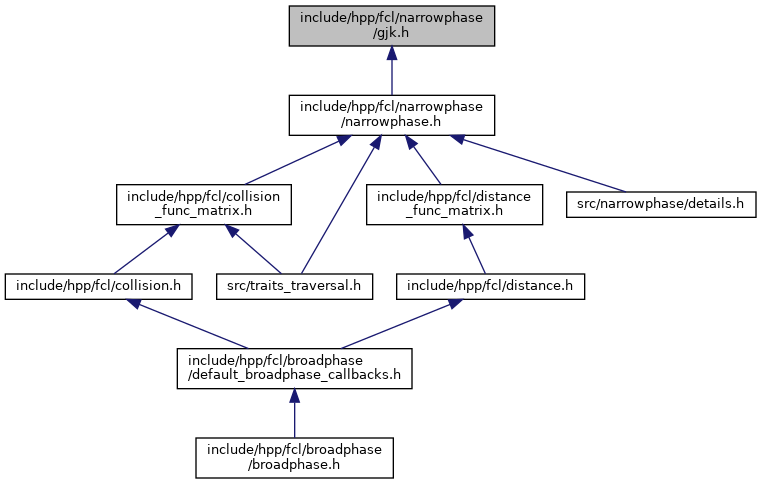 include/hpp/fcl/narrowphase
/gjk.h
include/hpp/fcl/narrowphase
/narrowphase.h
include/hpp/fcl/collision
_func_matrix.h
include/hpp/fcl/distance
_func_matrix.h
src/narrowphase/details.h
include/hpp/fcl/collision.h
src/traits_traversal.h
include/hpp/fcl/distance.h
include/hpp/fcl/broadphase
/default_broadphase_callbacks.h
include/hpp/fcl/broadphase
/broadphase.h